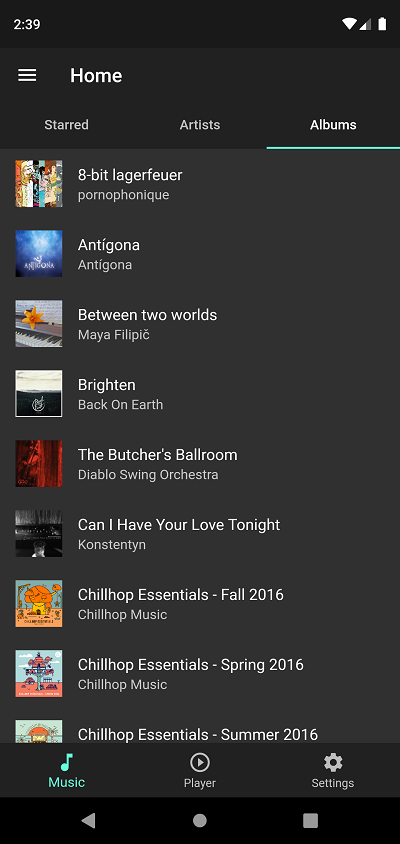 2:39
Home
Starred
Artists
Albums
8-bit lagerfeuer
pornophonique
ANTÍGONA
Antígona
Antígona
Between two worlds
Maya Filipič
Brighten
Back On Earth
The Butcher's Ballroom
Diablo Swing Orchestra
Can I Have Your Love Tonight
Konstentyn
Chillhop Essentials - Fall 2016
Chillhop Music
Chillhop Essentials - Spring 2016
Chillhop Music
Chillhop Essentials - Summer 2016
Music
Player
Settings